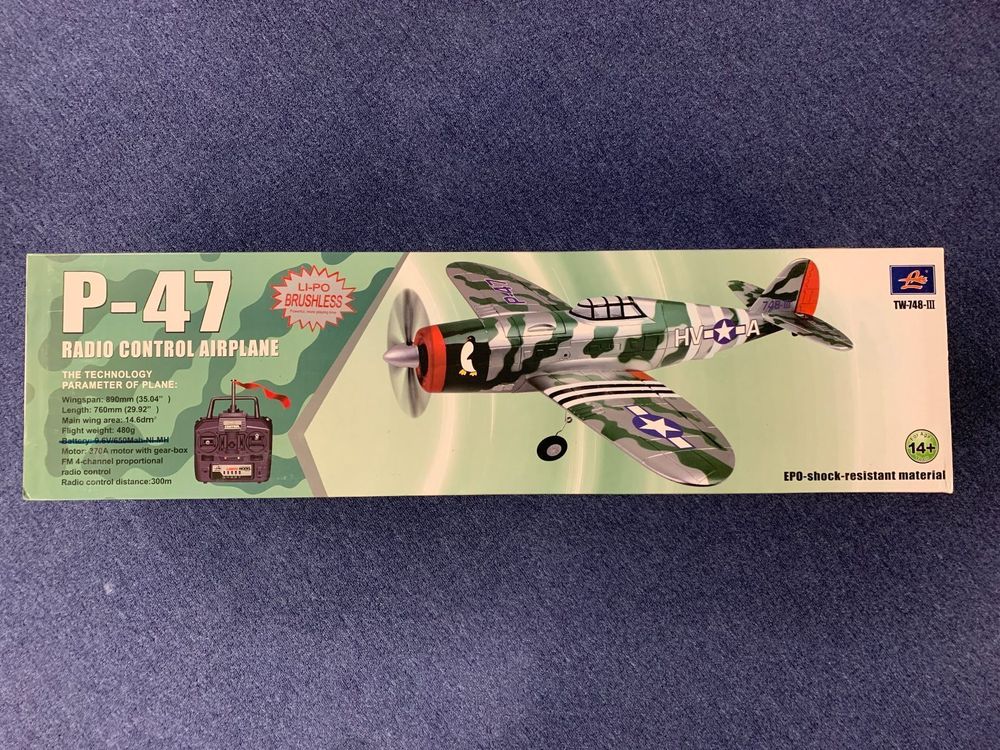 P-47
RADIO CONTROL AIRPLANE
THE TECHNOLOGY
PARAMETER OF PLANE:
Wingspan: 890mm (35.04" )
Length: 760mm (29.92" )
Main wing area: 14.6dm²
Flight weight: 480g
Battery: 9.6V/650Mah-NI-MH
Motor: 370A motor with gear-box
FM 4-channel proportional
radio control
Radio control distance:300m
LI-PO
BRUSHLESS
P47
748-III
HV
A
TW-748-III
14+
EPO-shock-resistant material